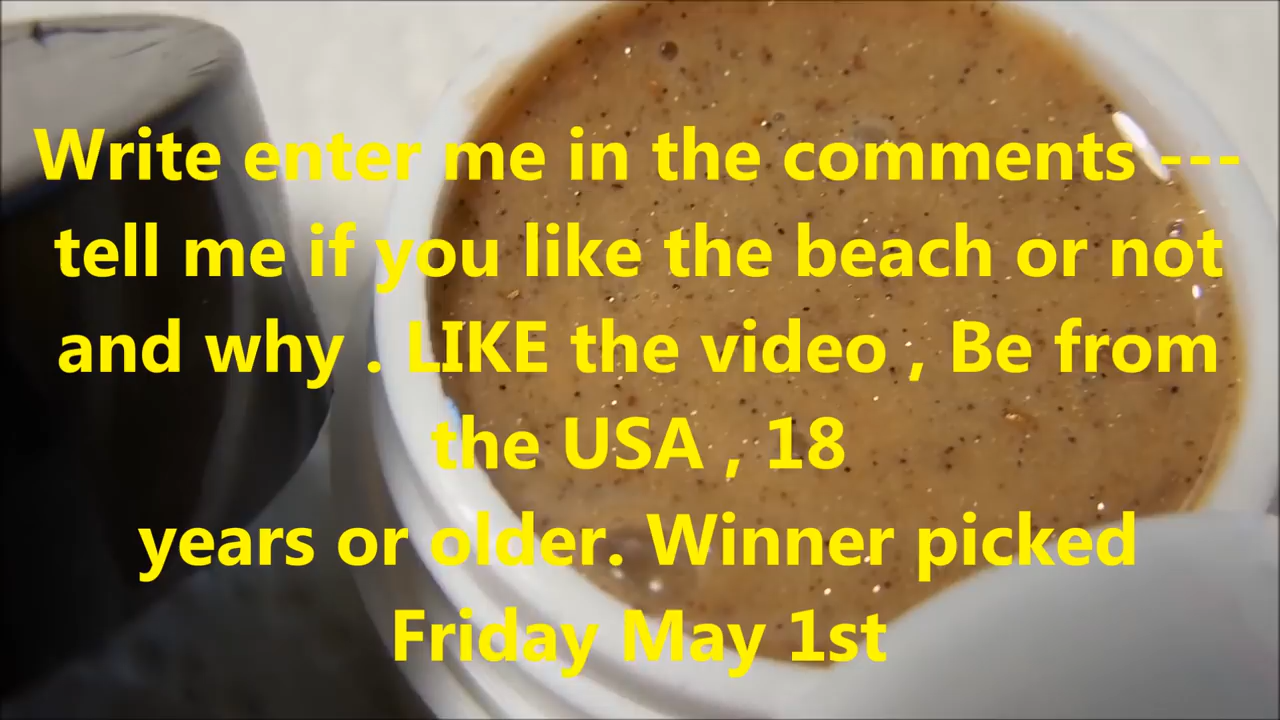 Write enter me in the comments ---
tell me if you like the beach or not
and why . LIKE the video , Be from
the USA , 18
years or older. Winner picked
Friday May 1st